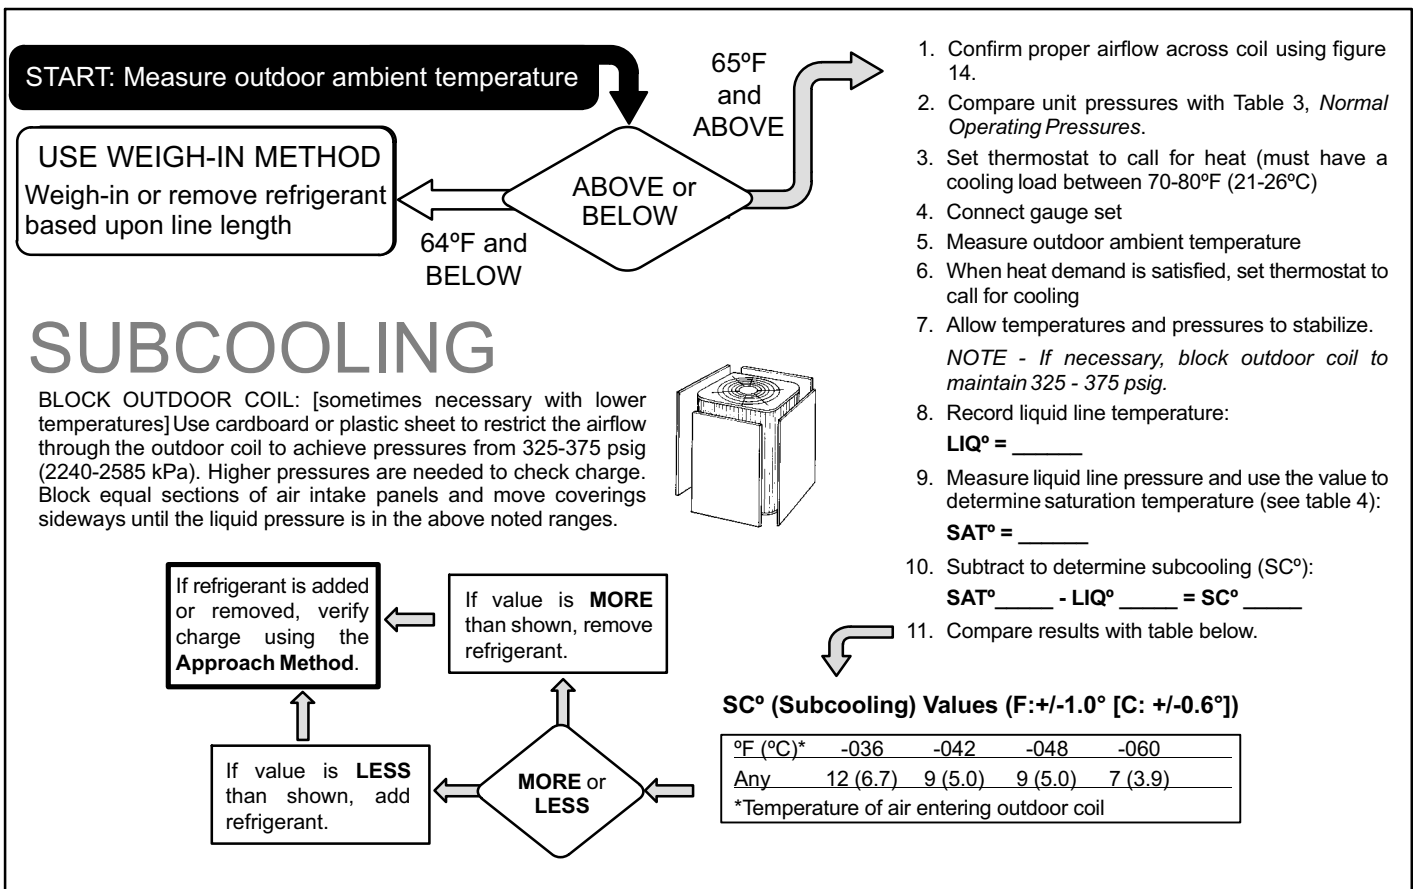 START: Measure outdoor ambient temperature
USE WEIGH-IN METHOD
Weigh-in or remove refrigerant
based upon line length
64ºF and
BELOW
ABOVE or
BELOW
65ºF
and
ABOVE
1. Confirm proper airflow across coil using figure
14.
2. Compare unit pressures with Table 3, Normal
Operating Pressures.
3. Set thermostat to call for heat (must have a
cooling load between 70-80ºF (21-26ºC)
4. Connect gauge set
5. Measure outdoor ambient temperature
6. When heat demand is satisfied, set thermostat to
call for cooling
7. Allow temperatures and pressures to stabilize.
NOTE - If necessary, block outdoor coil to
maintain 325 - 375 psig.
8. Record liquid line temperature:
LIQº = ______
9. Measure liquid line pressure and use the value to
determine saturation temperature (see table 4):
SATº = ______
10. Subtract to determine subcooling (SCº):
SATº_____ - LIQº _____ = SCº _____
11. Compare results with table below.
SUBCOOLING
BLOCK OUTDOOR COIL: [sometimes necessary with lower
temperatures] Use cardboard or plastic sheet to restrict the airflow
through the outdoor coil to achieve pressures from 325-375 psig
(2240-2585 kPa). Higher pressures are needed to check charge.
Block equal sections of air intake panels and move coverings
sideways until the liquid pressure is in the above noted ranges.
SCº (Subcooling) Values (F:+/-1.0° [C: +/-0.6°])
ºF (ºC)* -036 -042 -048 -060
Any 12 (6.7) 9 (5.0) 9 (5.0) 7 (3.9)
*Temperature of air entering outdoor coil
MORE or
LESS
If value is MORE
than shown, remove
refrigerant.
If value is LESS
than shown, add
refrigerant.
If refrigerant is added
or removed, verify
charge using the
Approach Method.